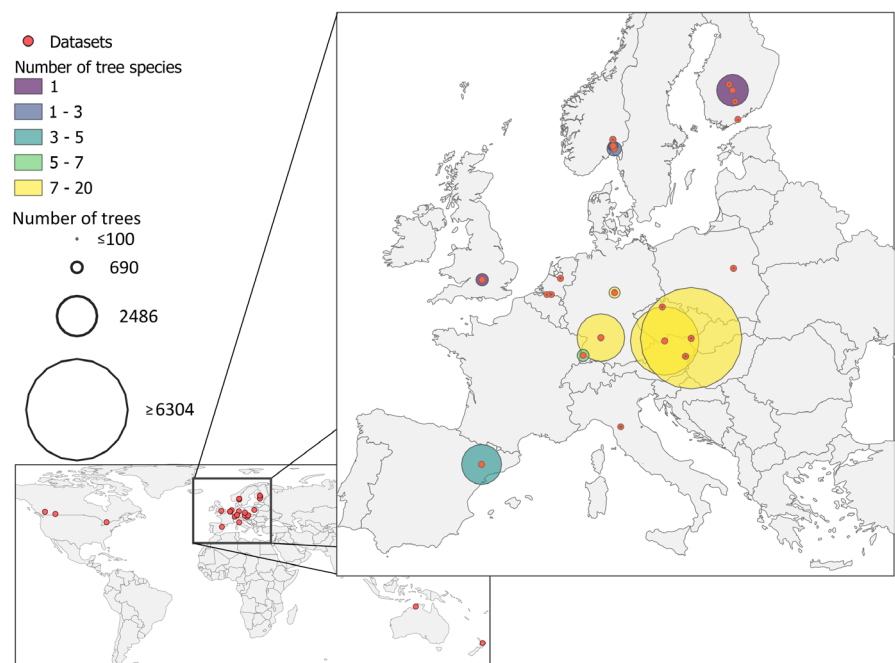 Datasets
Number of tree species
1
1 - 3
3 - 5
5 - 7
7 - 20
Number of trees
≤100
690
2486
≥6304